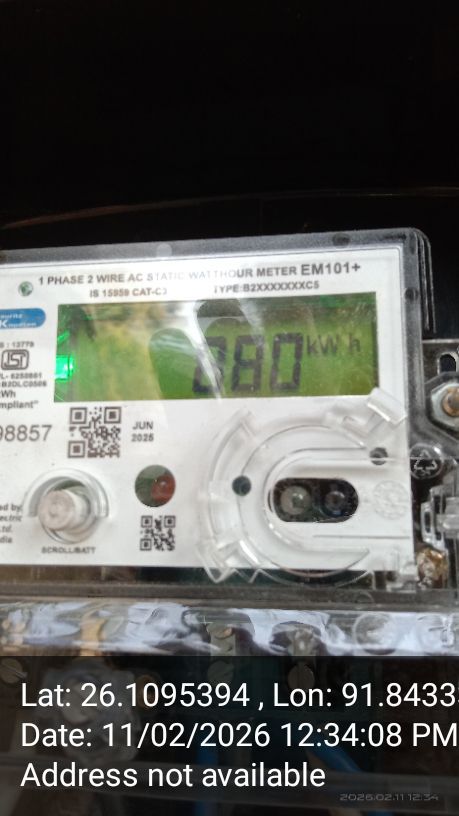 1 PHASE 2 WIRE AC STATIC WATTHOUR METER EM101+
IS 15959 CAT-C
TYPE:B2XXXXXXXC5
880 kWh
98857
JUN
2025
SCROLL/BATT
Lat: 26.1095394 , Lon: 91.8433
Date: 11/02/2026 12:34:08 PM
Address not available
2026.02.11 12:34